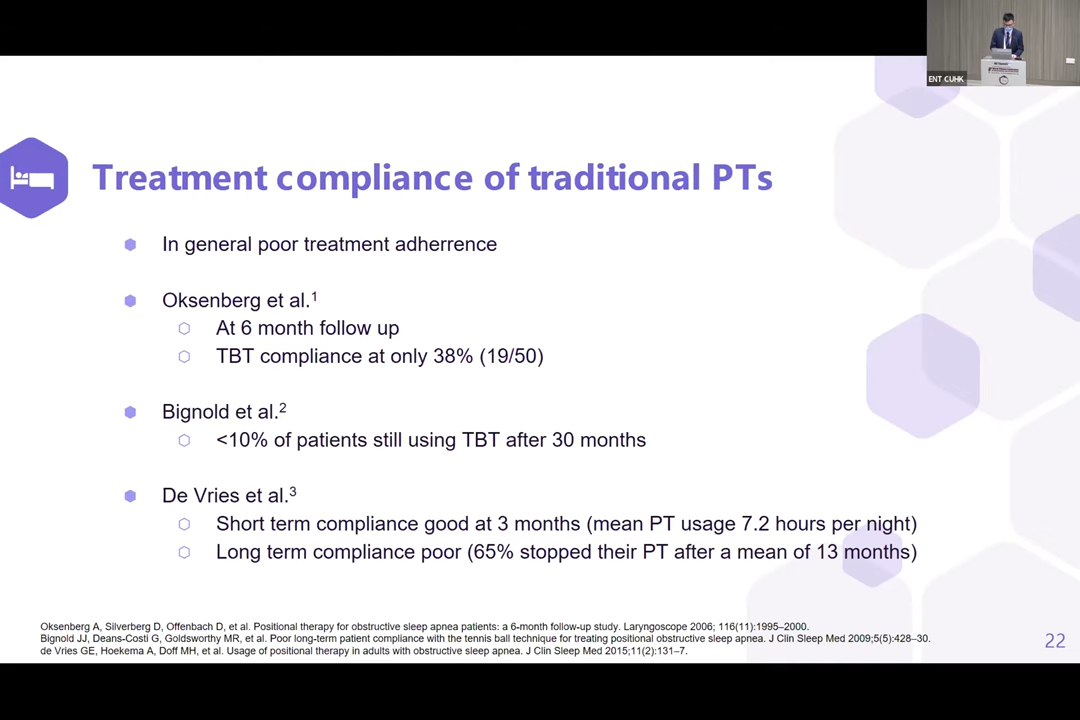 ENT CUHK
Treatment compliance of traditional PTs
In general poor treatment adherrence
Oksenberg et al.1
At 6 month follow up
TBT compliance at only 38% (19/50)
Bignold et al.2
<10% of patients still using TBT after 30 months
De Vries et al.3
Short term compliance good at 3 months (mean PT usage 7.2 hours per night)
Long term compliance poor (65% stopped their PT after a mean of 13 months)
Oksenberg A, Silverberg D, Offenbach D, et al. Positional therapy for obstructive sleep apnea patients: a 6-month follow-up study. Laryngoscope 2006; 116(11):1995–2000.
Bignold JJ, Deans-Costi G, Goldsworthy MR, et al. Poor long-term patient compliance with the tennis ball technique for treating positional obstructive sleep apnea. J Clin Sleep Med 2009;5(5):428–30.
de Vries GE, Hoekema A, Doff MH, et al. Usage of positional therapy in adults with obstructive sleep apnea. J Clin Sleep Med 2015;11(2):131–7.
22